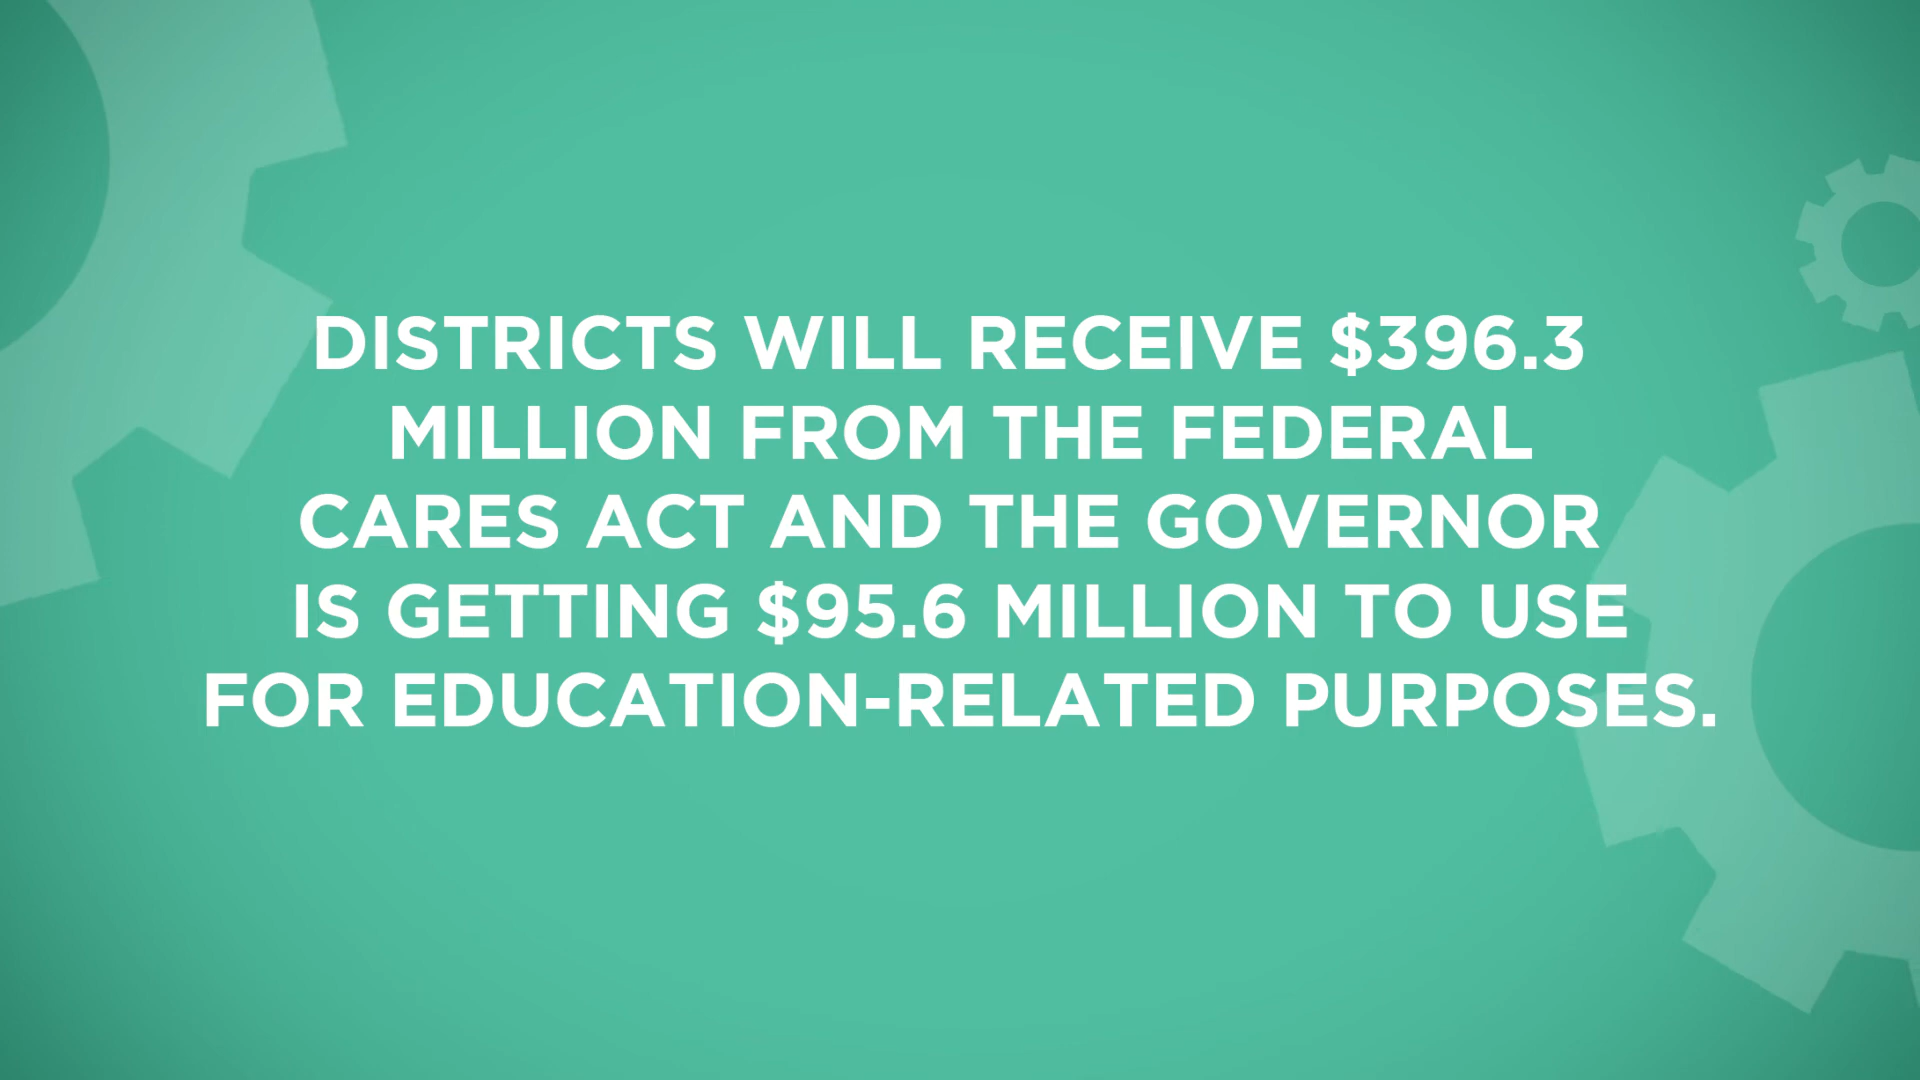 DISTRICTS WILL RECEIVE $396.3
MILLION FROM THE FEDERAL
CARES ACT AND THE GOVERNOR
IS GETTING $95.6 MILLION TO USE
FOR EDUCATION-RELATED PURPOSES.